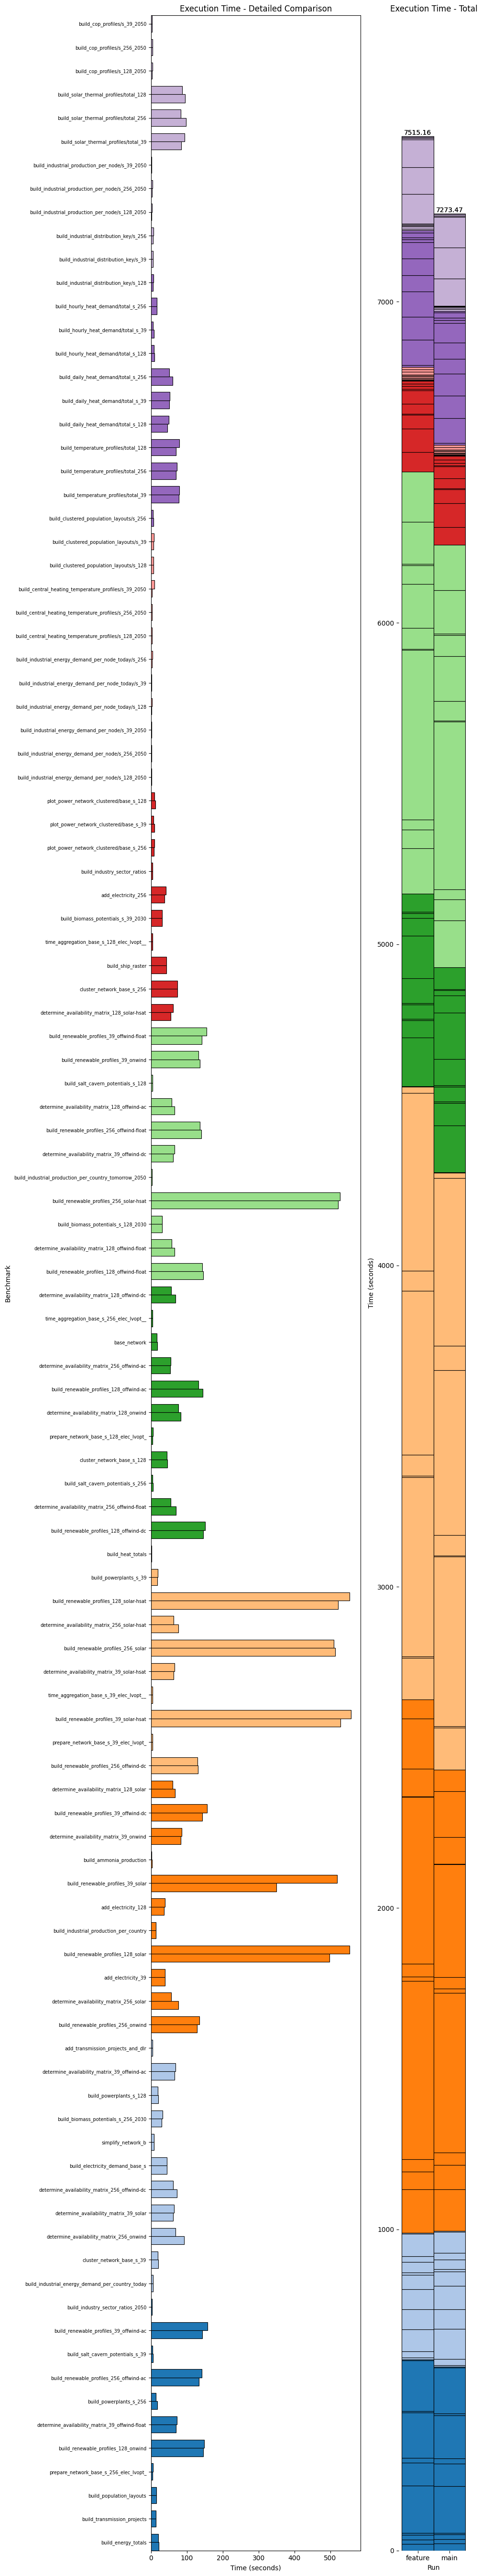 Execution Time - Detailed Comparison
build_cop_profiles/s_39_2050
build_cop_profiles/s_256_2050
build_cop_profiles/s_128_2050
build_solar_thermal_profiles/total_128
build_solar_thermal_profiles/total_256
build_solar_thermal_profiles/total_39
build_industrial_production_per_node/s_39_2050
build_industrial_production_per_node/s_256_2050
build_industrial_production_per_node/s_128_2050
build_industrial_distribution_key/s_256
build_industrial_distribution_key/s_39
build_industrial_distribution_key/s_128
build_hourly_heat_demand/total_s_256
build_hourly_heat_demand/total_s_39
build_hourly_heat_demand/total_s_128
build_daily_heat_demand/total_s_256
build_daily_heat_demand/total_s_39
build_daily_heat_demand/total_s_128
build_temperature_profiles/total_128
build_temperature_profiles/total_256
build_temperature_profiles/total_39
build_clustered_population_layouts/s_256
build_clustered_population_layouts/s_39
build_clustered_population_layouts/s_128
build_central_heating_temperature_profiles/s_39_2050
build_central_heating_temperature_profiles/s_256_2050
build_central_heating_temperature_profiles/s_128_2050
build_industrial_energy_demand_per_node_today/s_256
build_industrial_energy_demand_per_node_today/s_39
build_industrial_energy_demand_per_node_today/s_128
build_industrial_energy_demand_per_node/s_39_2050
build_industrial_energy_demand_per_node/s_256_2050
build_industrial_energy_demand_per_node/s_128_2050
plot_power_network_clustered/base_s_128
plot_power_network_clustered/base_s_39
plot_power_network_clustered/base_s_256
build_industry_sector_ratios
add_electricity_256
build_biomass_potentials_s_39_2030
time_aggregation_base_s_128_elec_lvopt__
build_ship_raster
cluster_network_base_s_256
determine_availability_matrix_128_solar-hsat
build_renewable_profiles_39_offwind-float
build_renewable_profiles_39_onwind
build_salt_cavern_potentials_s_128
determine_availability_matrix_128_offwind-ac
build_renewable_profiles_256_offwind-float
determine_availability_matrix_39_offwind-dc
build_industrial_production_per_country_tomorrow_2050
build_renewable_profiles_256_solar-hsat
build_biomass_potentials_s_128_2030
determine_availability_matrix_128_offwind-float
build_renewable_profiles_128_offwind-float
determine_availability_matrix_128_offwind-dc
time_aggregation_base_s_256_elec_lvopt__
base_network
determine_availability_matrix_256_offwind-ac
build_renewable_profiles_128_offwind-ac
determine_availability_matrix_128_onwind
prepare_network_base_s_128_elec_lvopt_
cluster_network_base_s_128
build_salt_cavern_potentials_s_256
determine_availability_matrix_256_offwind-float
build_renewable_profiles_128_offwind-dc
build_heat_totals
build_powerplants_s_39
build_renewable_profiles_128_solar-hsat
determine_availability_matrix_256_solar-hsat
build_renewable_profiles_256_solar
determine_availability_matrix_39_solar-hsat
time_aggregation_base_s_39_elec_lvopt__
build_renewable_profiles_39_solar-hsat
prepare_network_base_s_39_elec_lvopt_
build_renewable_profiles_256_offwind-dc
determine_availability_matrix_128_solar
build_renewable_profiles_39_offwind-dc
determine_availability_matrix_39_onwind
build_ammonia_production
build_renewable_profiles_39_solar
add_electricity_128
build_industrial_production_per_country
build_renewable_profiles_128_solar
add_electricity_39
determine_availability_matrix_256_solar
build_renewable_profiles_256_onwind
add_transmission_projects_and_dlr
determine_availability_matrix_39_offwind-ac
build_powerplants_s_128
build_biomass_potentials_s_256_2030
simplify_network_b
build_electricity_demand_base_s
determine_availability_matrix_256_offwind-dc
determine_availability_matrix_39_solar
determine_availability_matrix_256_onwind
cluster_network_base_s_39
build_industrial_energy_demand_per_country_today
build_industry_sector_ratios_2050
build_renewable_profiles_39_offwind-ac
build_salt_cavern_potentials_s_39
build_renewable_profiles_256_offwind-ac
build_powerplants_s_256
determine_availability_matrix_39_offwind-float
build_renewable_profiles_128_onwind
prepare_network_base_s_256_elec_lvopt_
build_population_layouts
build_transmission_projects
build_energy_totals
Benchmark
0 100 200 300 400 500
Time (seconds)
Execution Time - Total
7515.16
7273.47
7000
6000
5000
4000
3000
2000
1000
0
Time (seconds)
feature main
Run